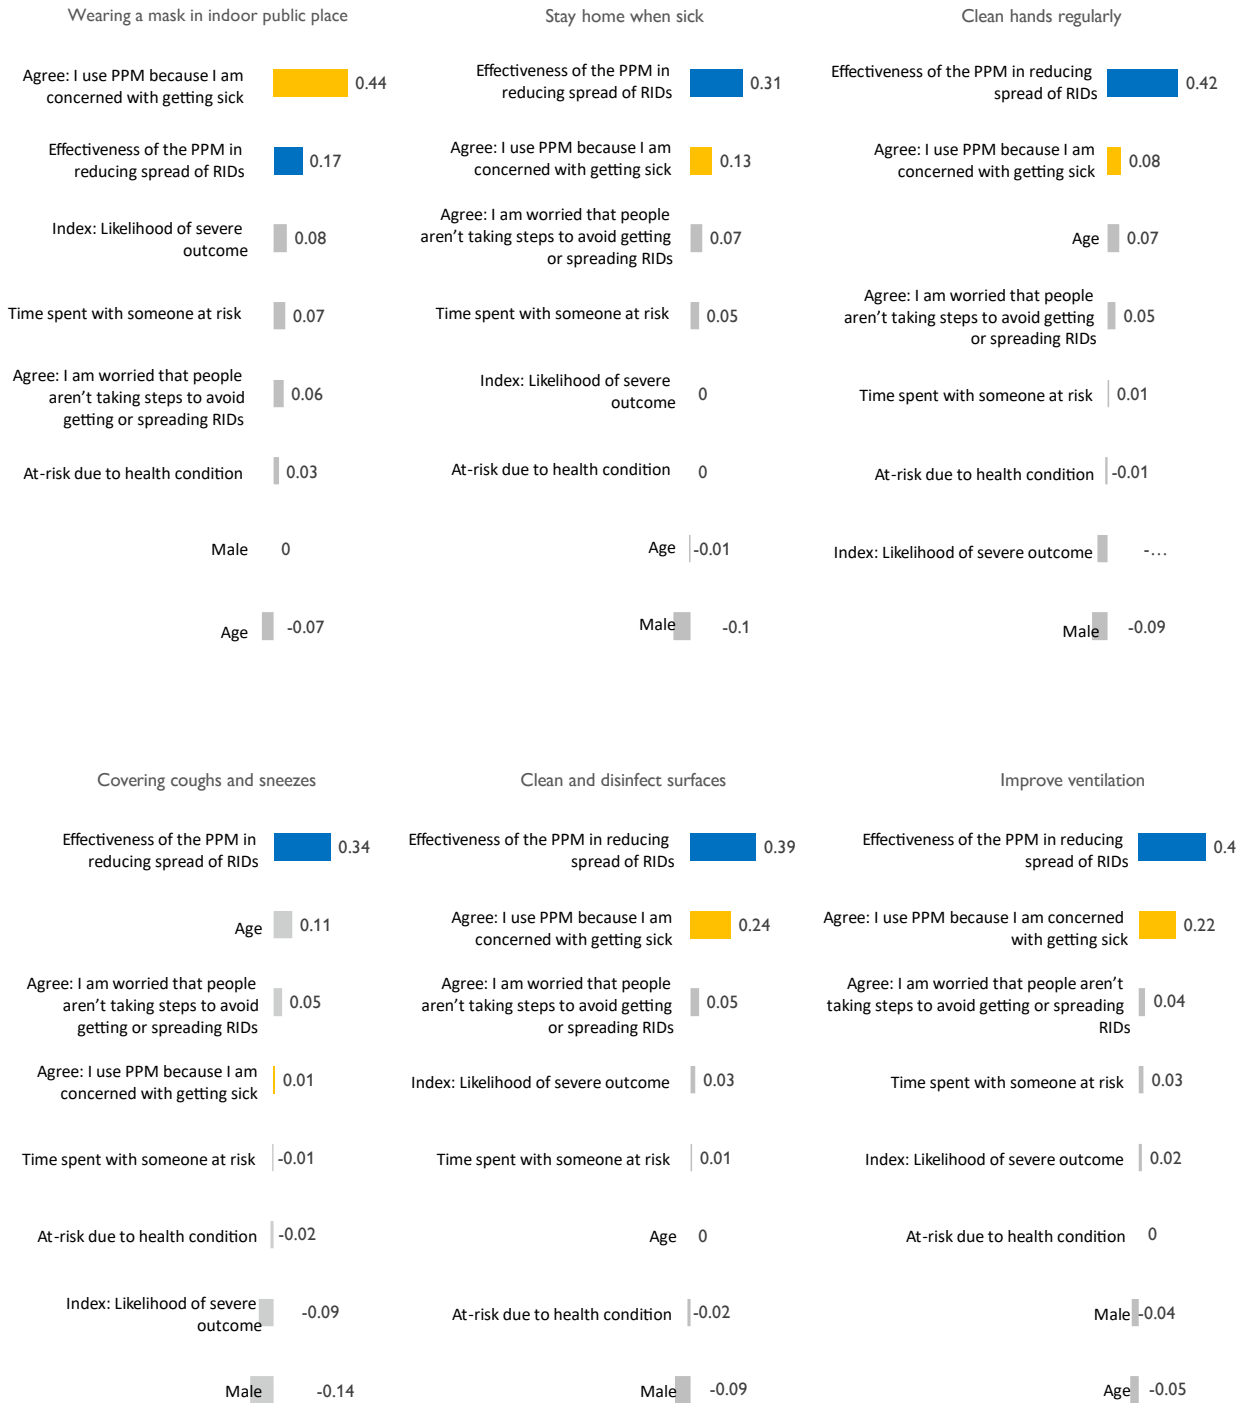 Wearing a mask in indoor public place
Agree: I use PPM because I am
concerned with getting sick
0.44
Effectiveness of the PPM in
reducing spread of RIDs
0.17
Index: Likelihood of severe
outcome
0.08
Time spent with someone at risk
0.07
Agree: I am worried that people
aren't taking steps to avoid
getting or spreading RIDs
0.06
At-risk due to health condition
0.03
Male
0
Age
-0.07
Stay home when sick
Effectiveness of the PPM in
reducing spread of RIDs
0.31
Agree: I use PPM because I am
concerned with getting sick
0.13
Agree: I am worried that people
aren't taking steps to avoid getting
or spreading RIDs
0.07
Time spent with someone at risk
0.05
Index: Likelihood of severe
outcome
0
At-risk due to health condition
0
Age
-0.01
Male
-0.1
Clean hands regularly
Effectiveness of the PPM in reducing
spread of RIDs
0.42
Agree: I use PPM because I am
concerned with getting sick
0.08
Age
0.07
Agree: I am worried that people
aren't taking steps to avoid getting
or spreading RIDs
0.05
Time spent with someone at risk
0.01
At-risk due to health condition
-0.01
Index: Likelihood of severe outcome
-…
Male
-0.09
Covering coughs and sneezes
Effectiveness of the PPM in
reducing spread of RIDs
0.34
Age
0.11
Agree: I am worried that people
aren't taking steps to avoid
getting or spreading RIDs
0.05
Agree: I use PPM because I am
concerned with getting sick
0.01
Time spent with someone at risk
-0.01
At-risk due to health condition
-0.02
Index: Likelihood of severe
outcome
-0.09
Male
-0.14
Clean and disinfect surfaces
Effectiveness of the PPM in reducing
spread of RIDs
0.39
Agree: I use PPM because I am
concerned with getting sick
0.24
Agree: I am worried that people
aren't taking steps to avoid getting
or spreading RIDs
0.05
Index: Likelihood of severe outcome
0.03
Time spent with someone at risk
0.01
Age
0
At-risk due to health condition
-0.02
Male
-0.09
Improve ventilation
Effectiveness of the PPM in reducing
spread of RIDs
0.4
Agree: I use PPM because I am concerned
with getting sick
0.22
Agree: I am worried that people aren't
taking steps to avoid getting or spreading
RIDs
0.04
Time spent with someone at risk
0.03
Index: Likelihood of severe outcome
0.02
At-risk due to health condition
0
Male
-0.04
Age
-0.05